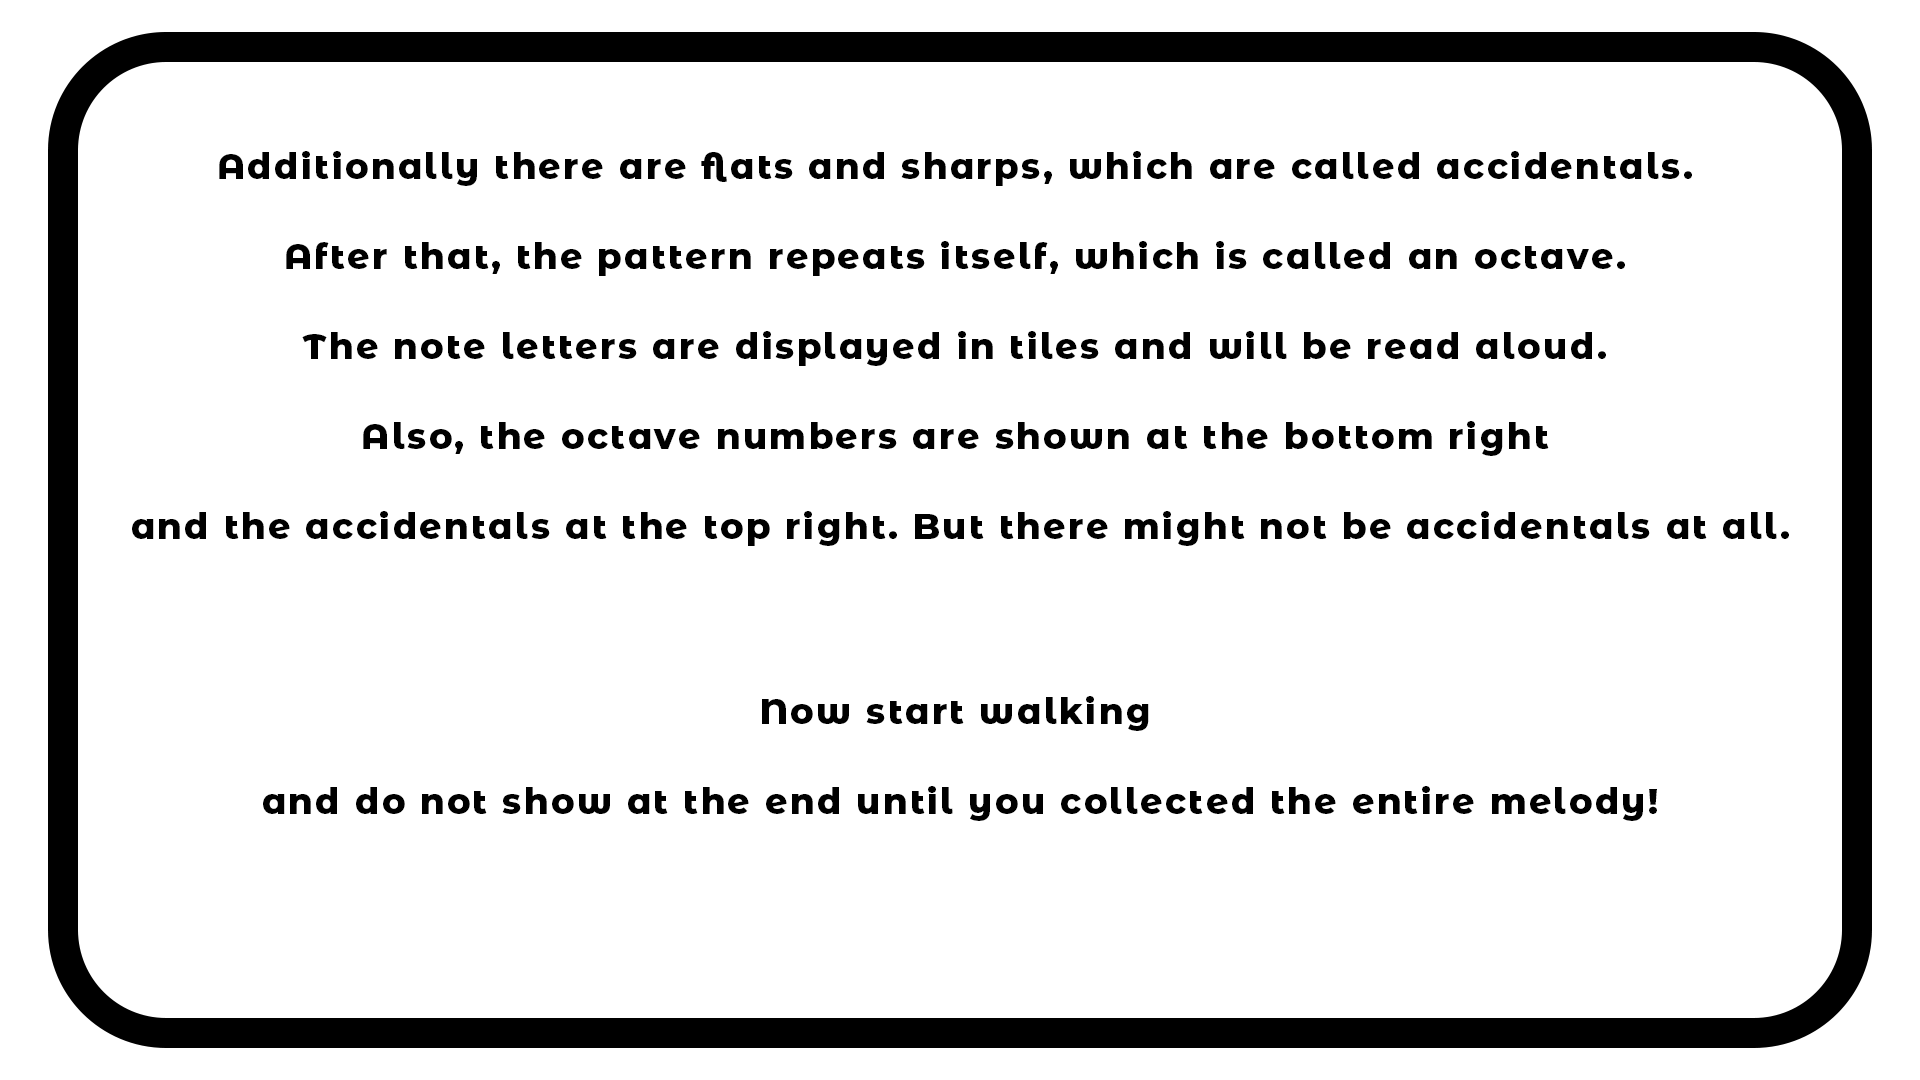 Additionally there are flats and sharps, which are called accidentals.
After that, the pattern repeats itself, which is called an octave.
The note letters are displayed in tiles and will be read aloud.
Also, the octave numbers are shown at the bottom right
and the accidentals at the top right. But there might not be accidentals at all.
Now start walking
and do not show at the end until you collected the entire melody!